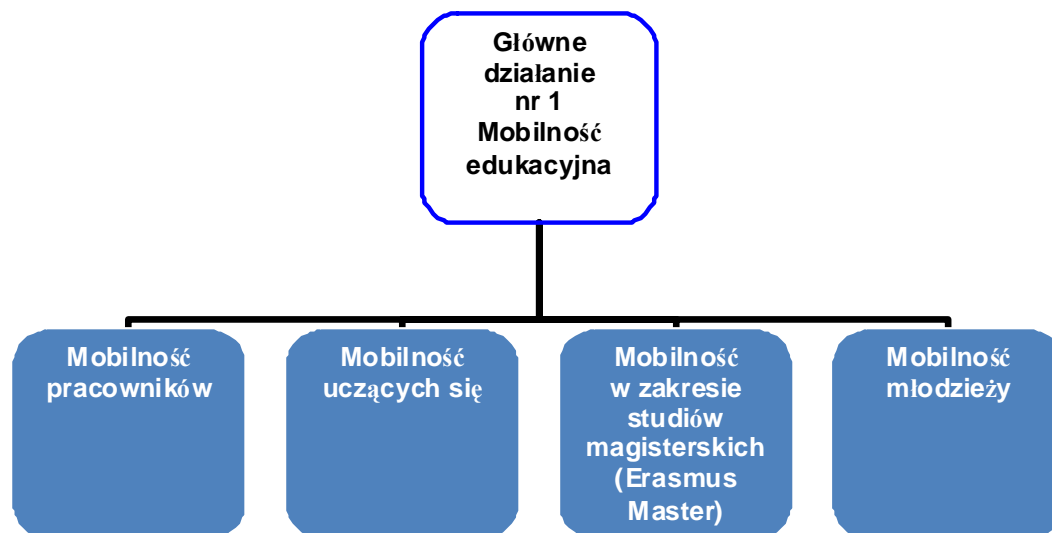 Główne
działanie
nr 1
Mobilność
edukacyjna
Mobilność
pracowników
Mobilność
uczących się
Mobilność
w zakresie
studiów
magisterskich
(Erasmus
Master)
Mobilność
młodzieży